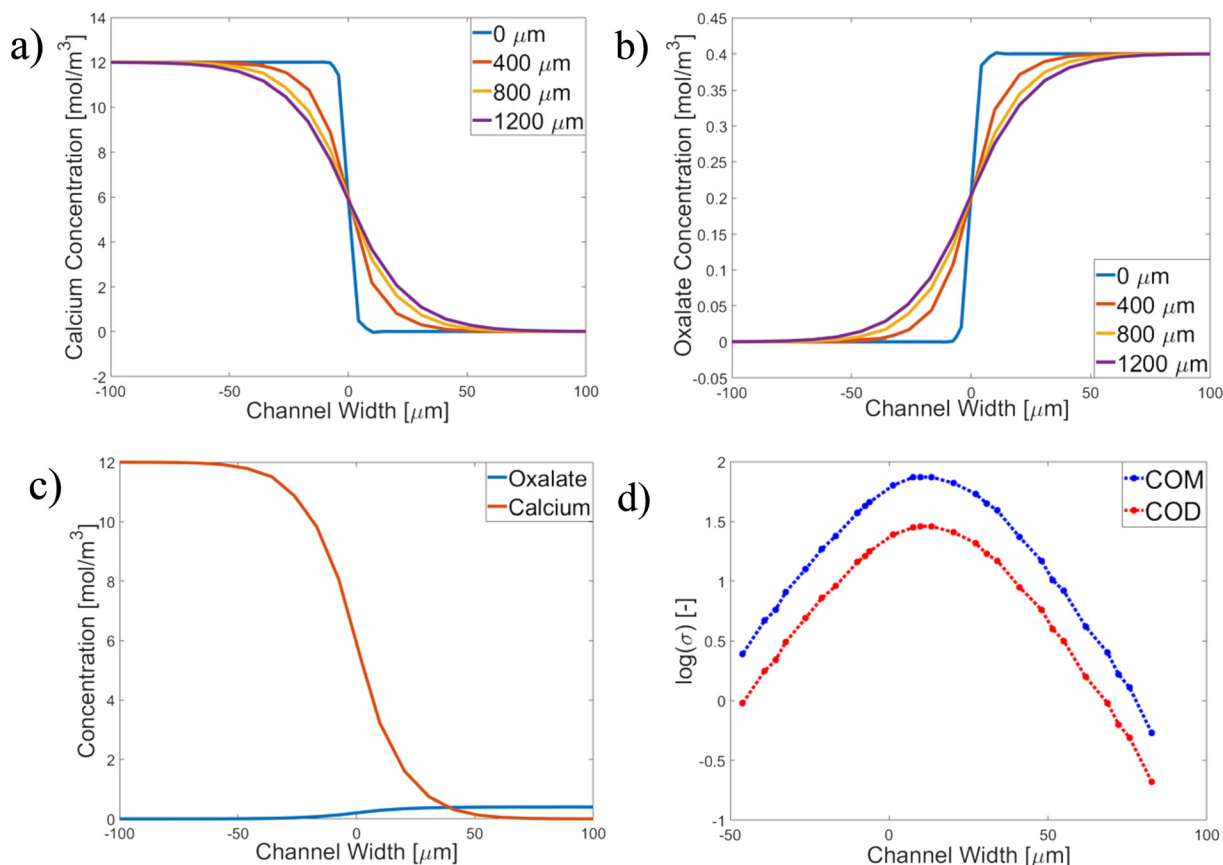 a)
14
12
10
8
6
4
2
0
-2
Calcium Concentration [mol/m³]
-100
-50
0
50
100
Channel Width [μm]
0 μm
400 μm
800 μm
1200 μm
b)
0.45
0.4
0.35
0.3
0.25
0.2
0.15
0.1
0.05
0
-0.05
Oxalate Concentration [mol/m³]
-100
-50
0
50
100
Channel Width [μm]
0 μm
400 μm
800 μm
1200 μm
c)
12
10
8
6
4
2
0
Concentration [mol/m³]
-100
-50
0
50
100
Channel Width [μm]
Oxalate
Calcium
d)
2
1.5
1
0.5
0
-0.5
-1
log(σ) [-]
-50
0
50
100
Channel Width [μm]
COM
COD